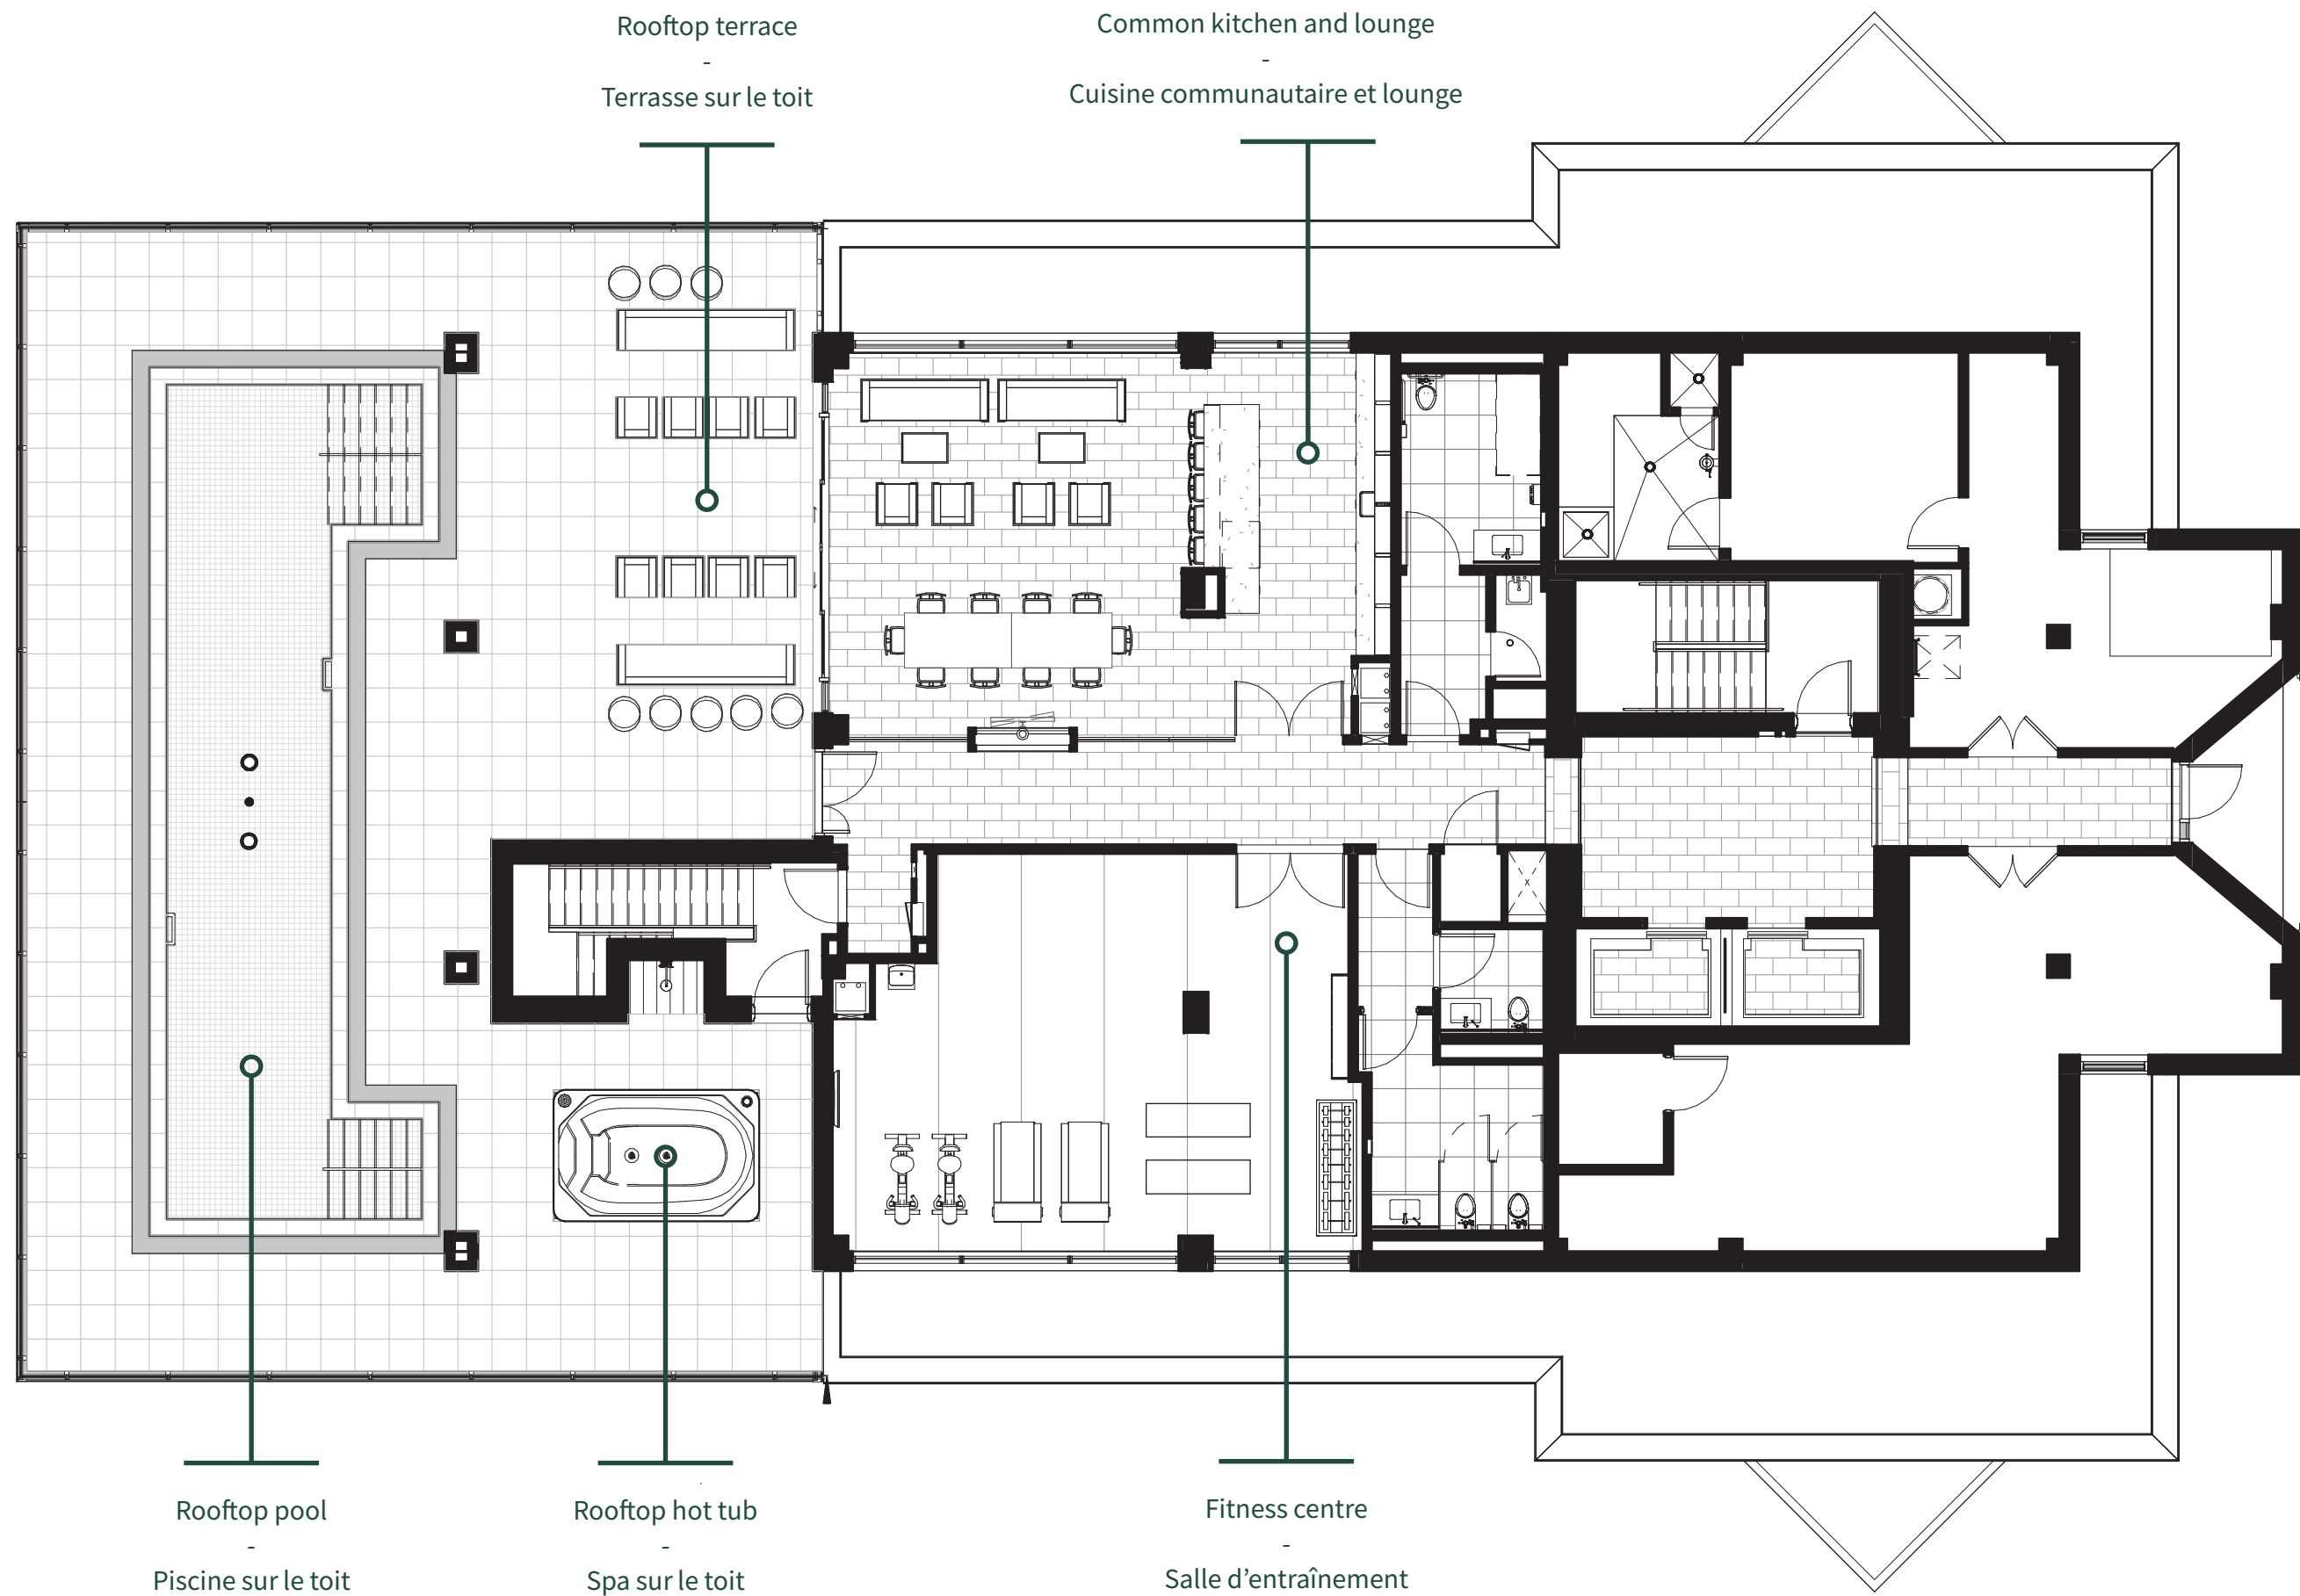 Rooftop terrace
-
Terrasse sur le toit
Common kitchen and lounge
-
Cuisine communautaire et lounge
Rooftop pool
-
Piscine sur le toit
Rooftop hot tub
-
Spa sur le toit
Fitness centre
-
Salle d’entraînement